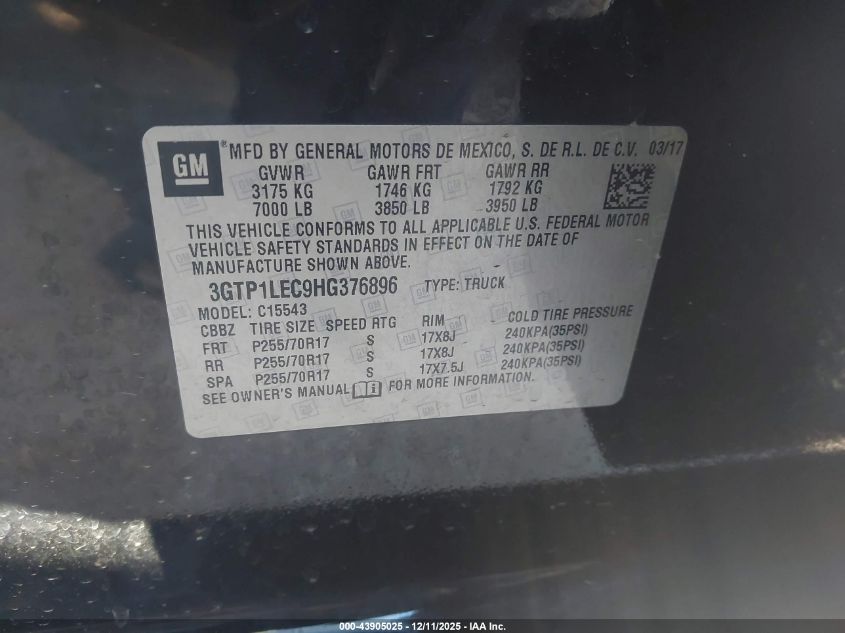 GM
® MFD BY GENERAL MOTORS DE MEXICO, S. DE R.L. DE C.V. 03/17
GVWR GAWR FRT GAWR RR
3175 KG 1746 KG 1792 KG
7000 LB 3850 LB 3950 LB
THIS VEHICLE CONFORMS TO ALL APPLICABLE U.S. FEDERAL MOTOR
VEHICLE SAFETY STANDARDS IN EFFECT ON THE DATE OF
MANUFACTURE SHOWN ABOVE.
3GTP1LEC9HG376896 TYPE: TRUCK
MODEL: C15543
CBBZ TIRE SIZE SPEED RTG RIM COLD TIRE PRESSURE
FRT P255/70R17 S 17X8J 240KPA(35PSI)
RR P255/70R17 S 17X8J 240KPA(35PSI)
SPA P255/70R17 S 17X7.5J 240KPA(35PSI)
SEE OWNER'S MANUAL FOR MORE INFORMATION.
000-43905025 - 12/11/2025 - IAA Inc.